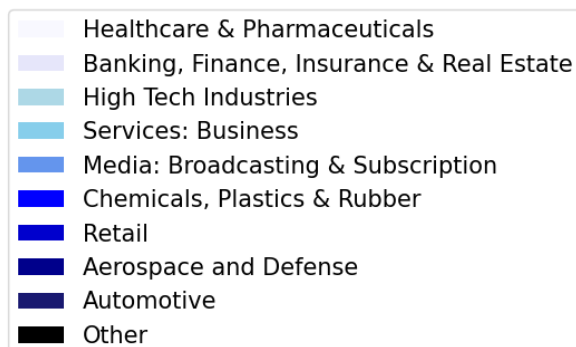 Healthcare & Pharmaceuticals
Banking, Finance, Insurance & Real Estate
High Tech Industries
Services: Business
Media: Broadcasting & Subscription
Chemicals, Plastics & Rubber
Retail
Aerospace and Defense
Automotive
Other